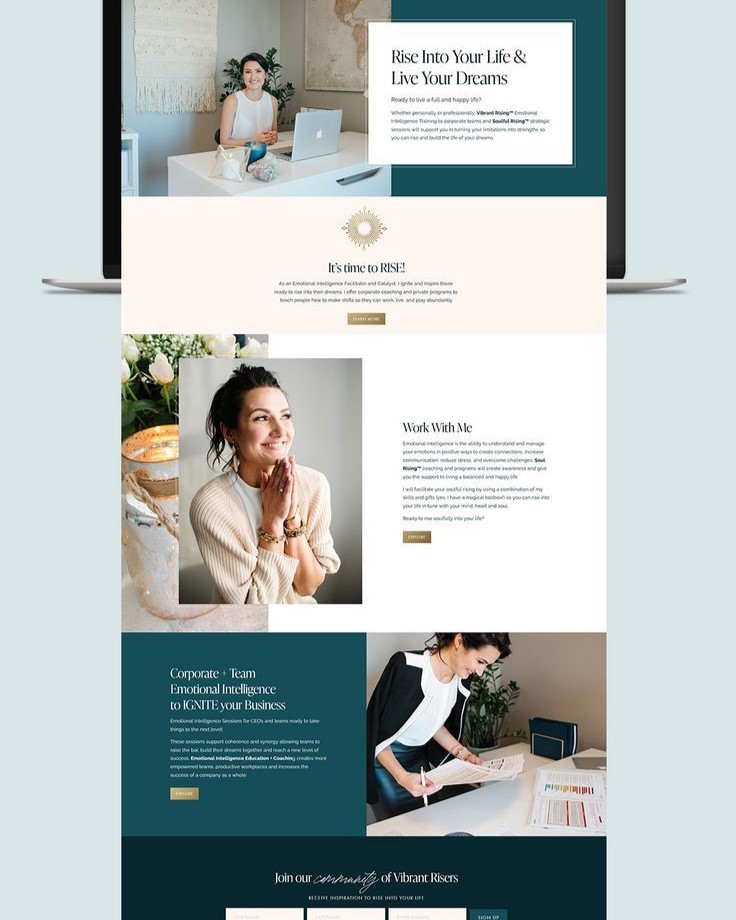 Rise Into Your Life &
Live Your Dreams
Ready to live a full and happy life?
Whether personally or professionally, Vibrant Rising™ Emotional
Intelligence Training to corporate teams and Soulful Rising™ strategic
sessions will support you in turning your limitations into strengths so
you can rise and build the life of your dreams.
It's time to RISE!
As an Emotional Intelligence Facilitator and Catalyst, I ignite and inspire those
ready to rise into their dreams. I offer corporate coaching and private programs to
teach people how to make shifts so they can work, live, and play abundantly.
LEARN MORE
Work With Me
Emotional Intelligence is the ability to understand and manage
your emotions in positive ways to create connections, increase
communication, reduce stress and overcome challenges. Soul
Rising™ coaching and programs will create awareness and give
you the support to living a balanced and happy life.
I will facilitate your soulful rising by using a combination of my
skills and gifts (yes, I have a magical toolbox!) so you can rise into
your life in tune with your mind, heart and soul.
Ready to rise soulfully into your life?
EXPLORE
Corporate + Team
Emotional Intelligence
to IGNITE your Business
Emotional Intelligence Sessions for CEO's and teams ready to take
things to the next level!
These sessions support coherence and synergy allowing teams to
raise the bar, build their dreams together and reach a new level of
success. Emotional Intelligence Education + Coaching creates more
empowered teams, productive workplaces and increases the
success of a company as a whole.
EXPLORE
Join our community of Vibrant Risers
RECEIVE INSPIRATION TO RISE INTO YOUR LIFE
First Name Last Name Email Address SIGN UP